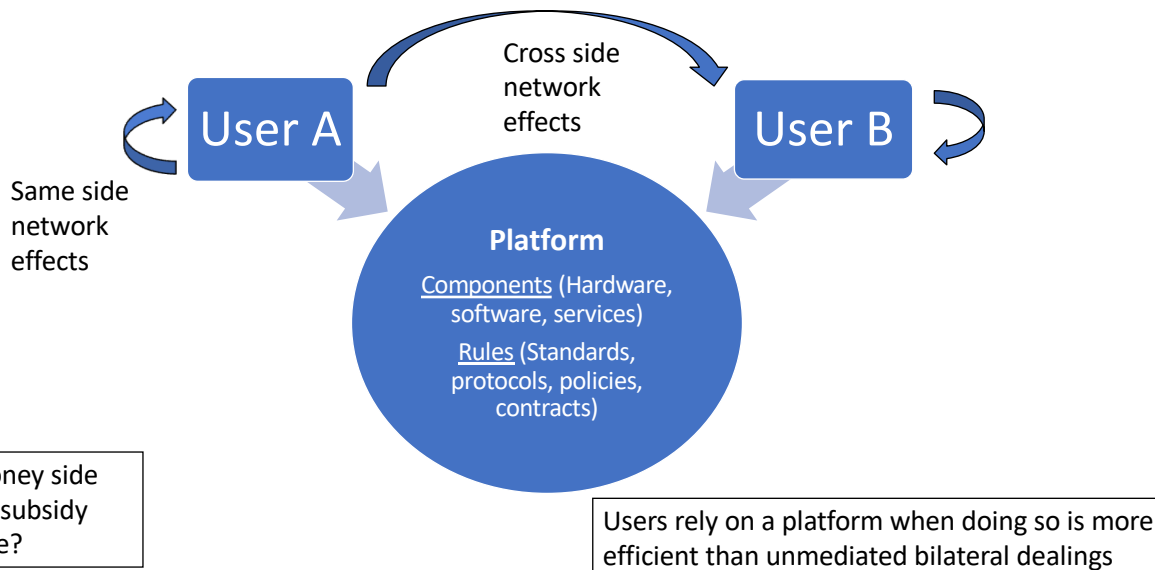 Cross side
network
effects
User A
User B
Same side
network
effects
Platform
Components (Hardware,
software, services)
Rules (Standards,
protocols, policies,
contracts)
side
subsidy
Users rely on a platform when doing so is more
efficient than unmediated bilateral dealings